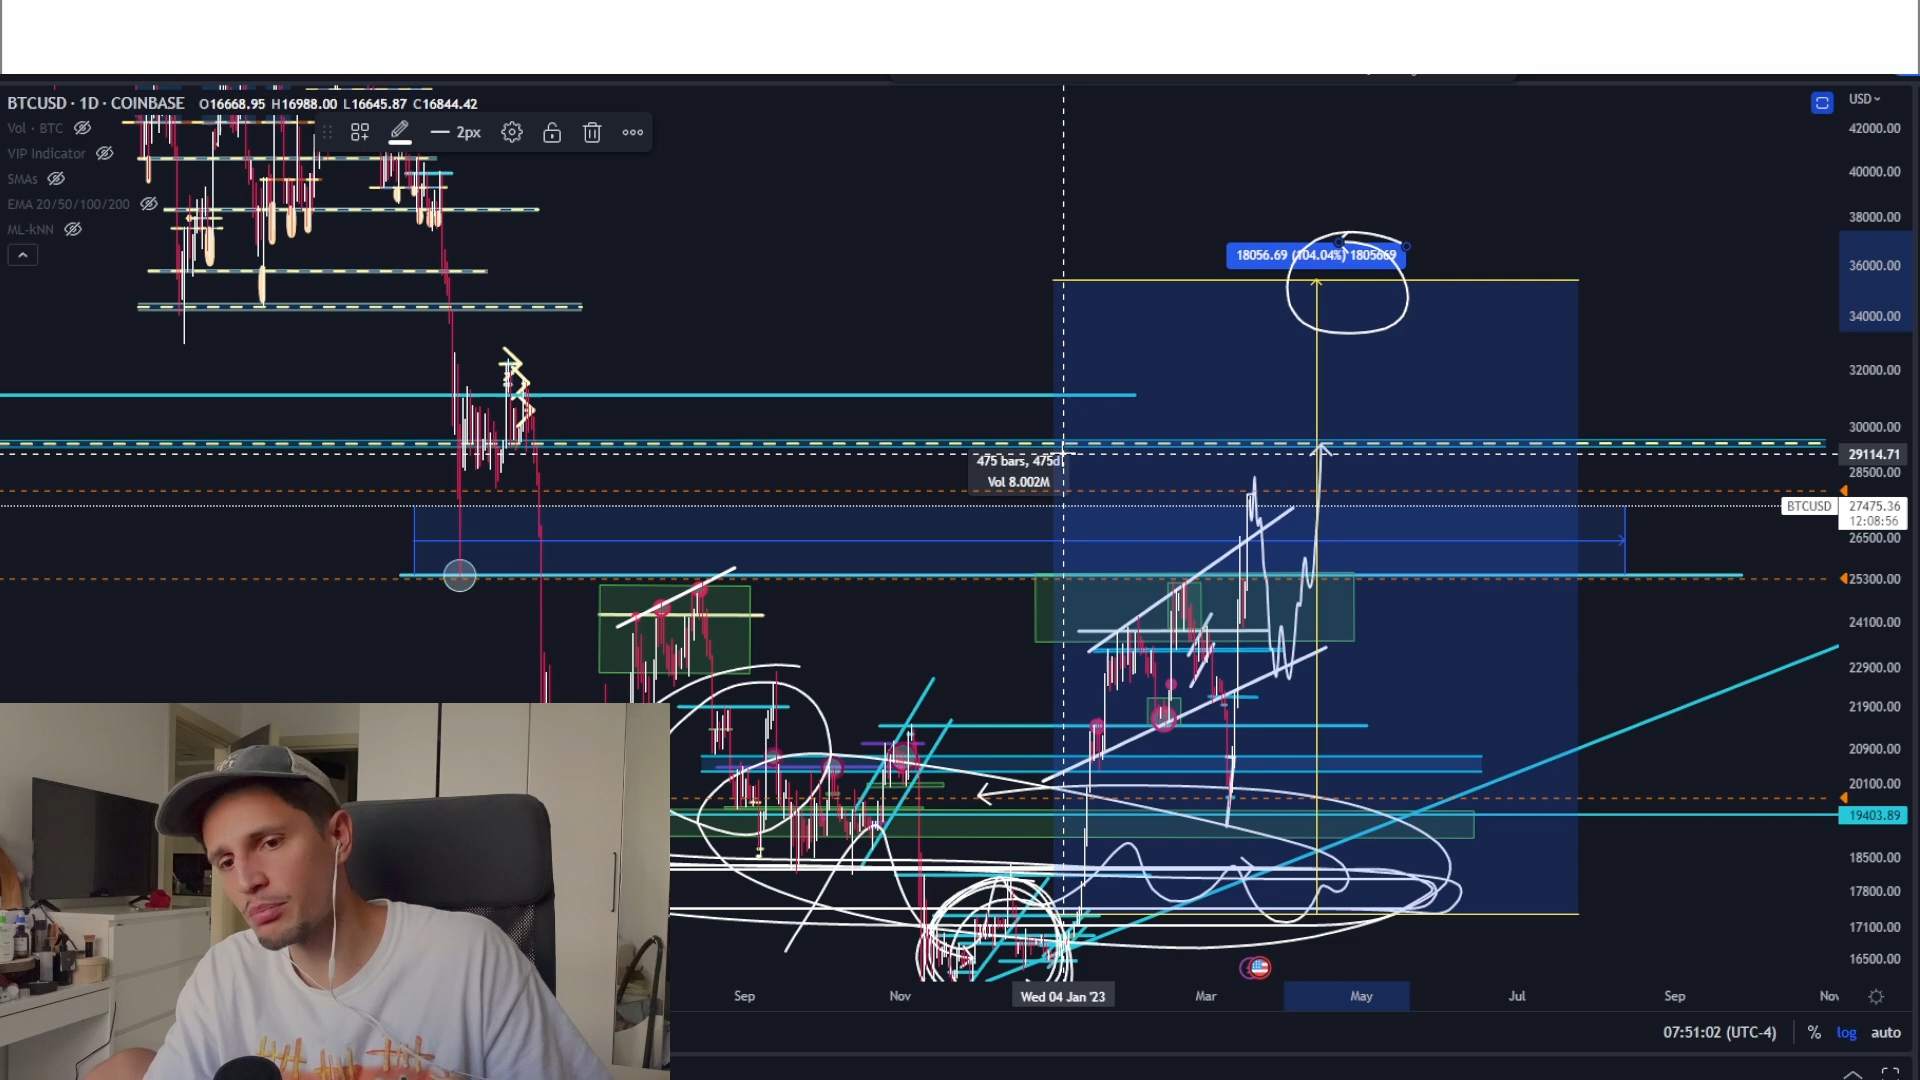 BTCUSD · 1D · COINBASE O16668.95 H16988.00 L16645.87 C16844.42
USD
Vol · BTC
2px
42000.00
VIP Indicator
40000.00
SMAs
EMA 20/50/100/200
38000.00
ML-kNN
18056.69 (104.04%) 1805669
36000.00
34000.00
32000.00
30000.00
475 bars, 475d
29114.71
Vol 8.002M
28500.00
BTCUSD 27475.36
12:08:56
26500.00
25300.00
24100.00
22900.00
21900.00
20900.00
20100.00
19403.89
18500.00
17800.00
17100.00
16500.00
Sep Nov Wed 04 Jan '23 Mar May Jul Sep
07:51:02 (UTC-4) % log auto